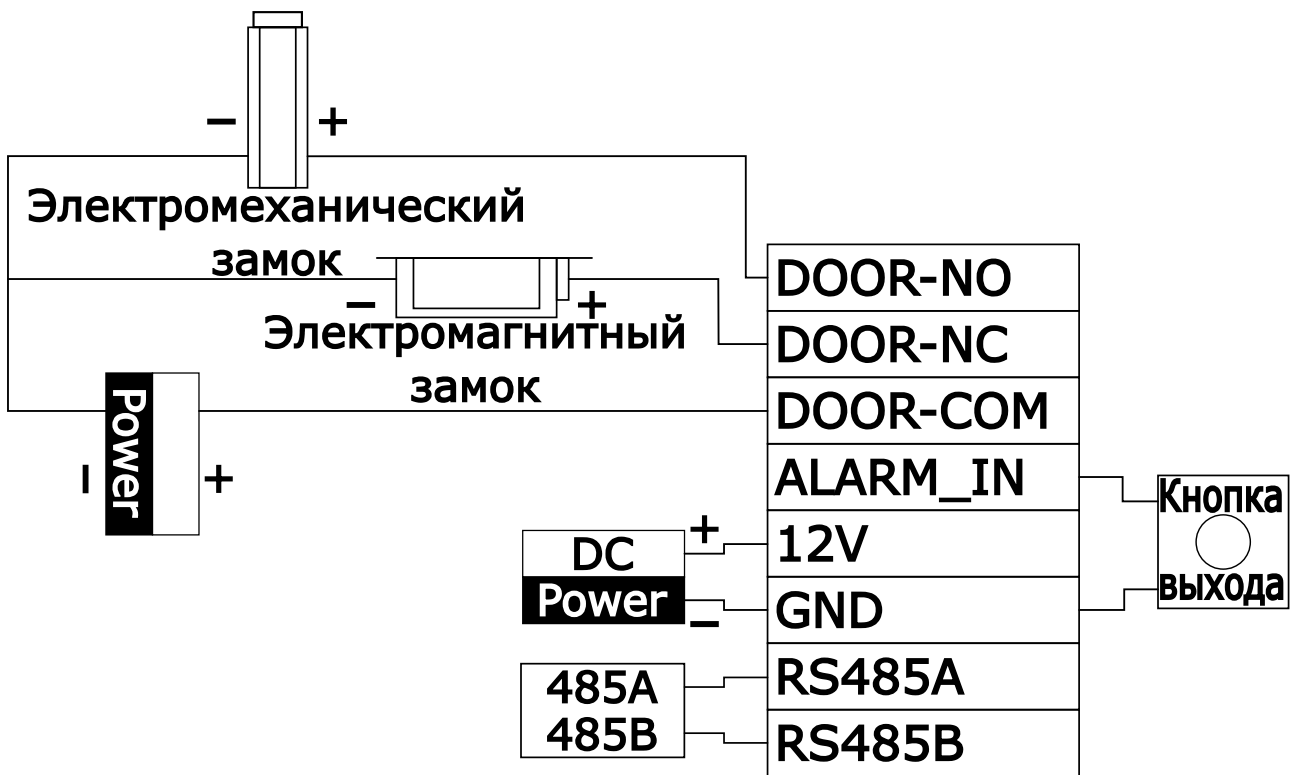 − +
Электромеханический
замок
− +
Электромагнитный
замок
Power
− +
DOOR-NO
DOOR-NC
DOOR-COM
ALARM_IN
12V
GND
RS485A
RS485B
DC +
Power −
485A
485B
Кнопка
выхода